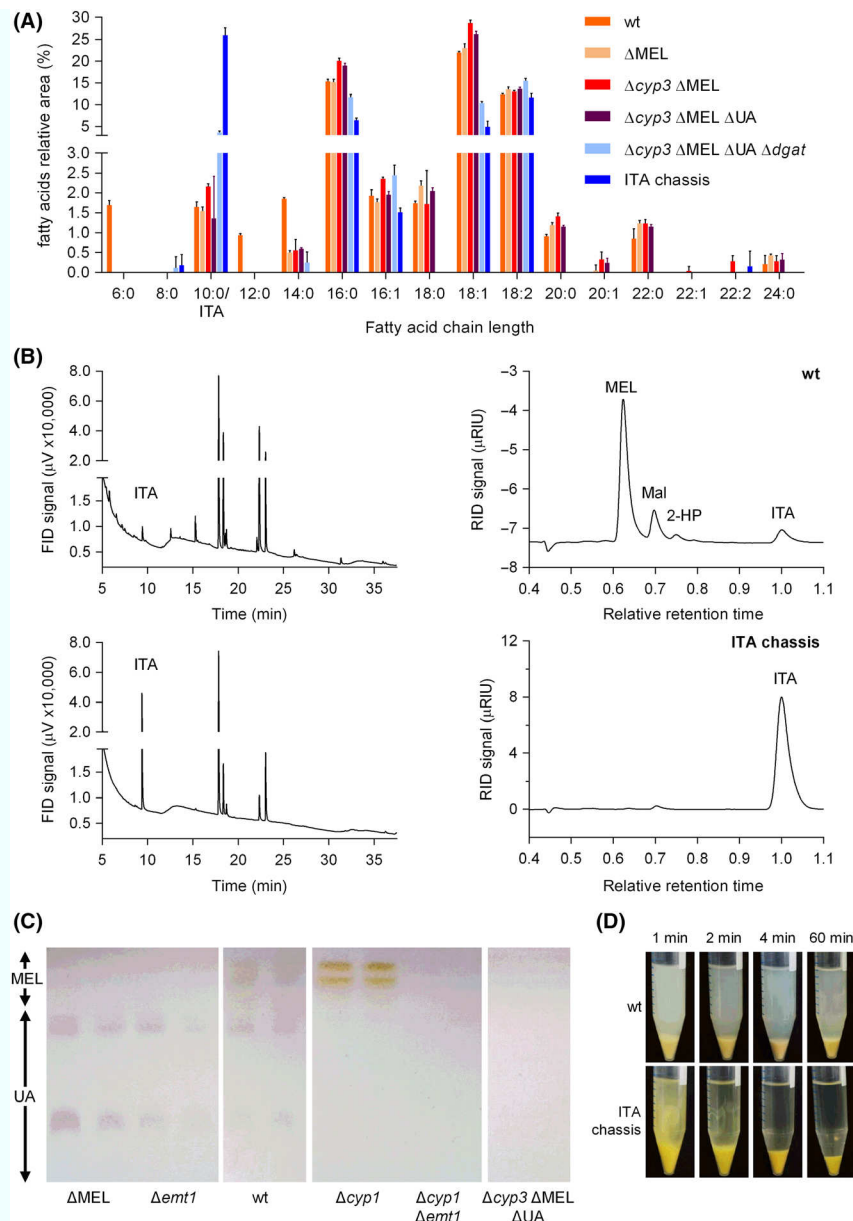 (A)
fatty acids relative area (%)
30
25
20
15
10
5
3.0
2.5
2.0
1.5
1.0
0.5
0.0
6:0 8:0 10:0/ 12:0 14:0 16:0 16:1 18:0 18:1 18:2 20:0 20:1 22:0 22:1 22:2 24:0
ITA
Fatty acid chain length
wt
ΔMEL
Δcyp3 ΔMEL
Δcyp3 ΔMEL ΔUA
Δcyp3 ΔMEL ΔUA Δdgat
ITA chassis
(B)
FID signal (μV x10,000)
8.0
6.0
4.0
2.0
1.5
1.0
0.5
ITA
5 10 15 20 25 30 35
Time (min)
RID signal (μRIU)
−3
−4
−5
−6
−7
−8
wt
MEL
Mal
2-HP
ITA
0.4 0.5 0.6 0.7 0.8 0.9 1.0 1.1
Relative retention time
FID signal (μV x10,000)
8.0
6.0
4.0
2.0
1.5
1.0
0.5
ITA
5 10 15 20 25 30 35
Time (min)
RID signal (μRIU)
12
8
4
0
ITA chassis
ITA
0.4 0.5 0.6 0.7 0.8 0.9 1.0 1.1
Relative retention time
(C)
MEL
UA
ΔMEL Δemt1 wt Δcyp1 Δcyp1 Δcyp3 ΔMEL
Δemt1 ΔUA
(D)
1 min 2 min 4 min 60 min
wt
ITA
chassis